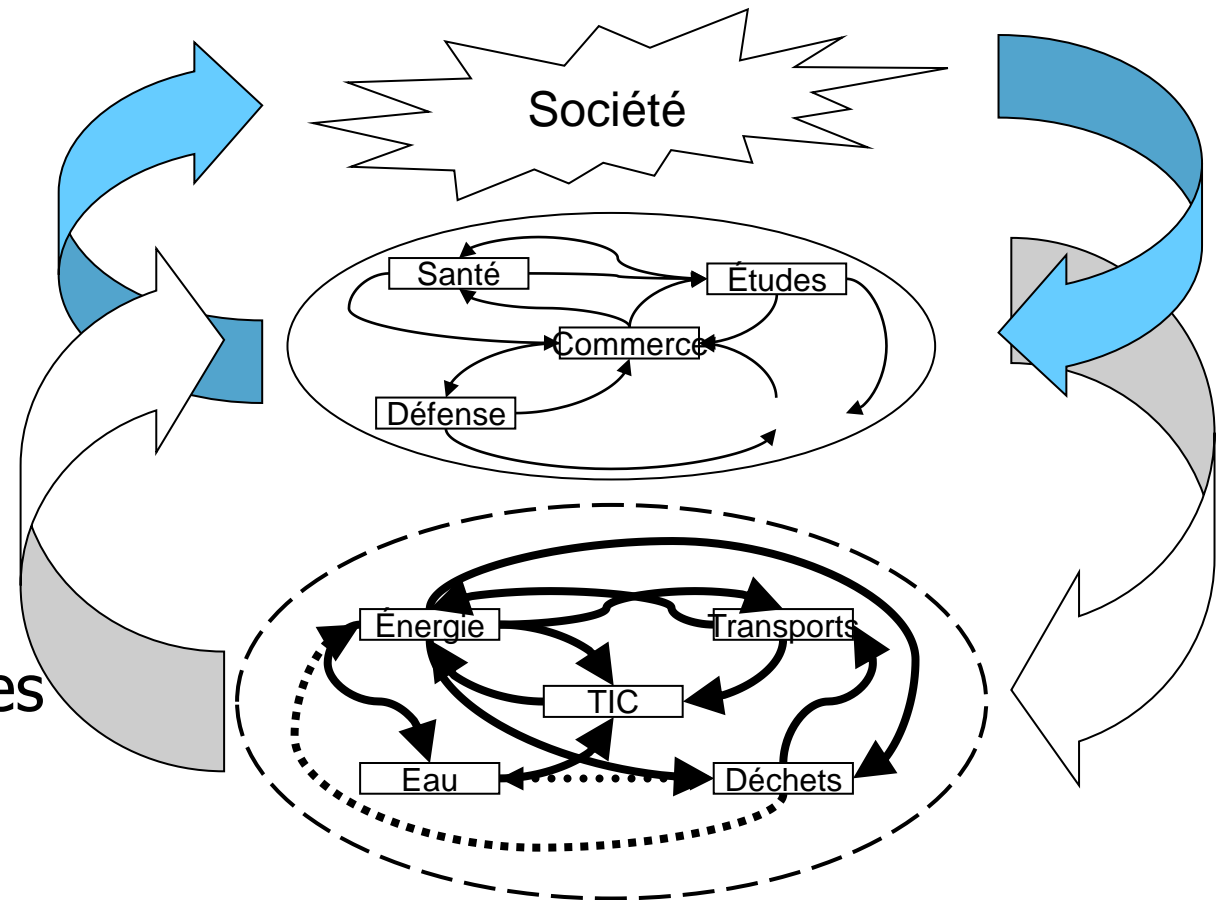 Société
Santé
Études
Commerce
Défense
Énergie
Transports
TIC
Eau
Déchets